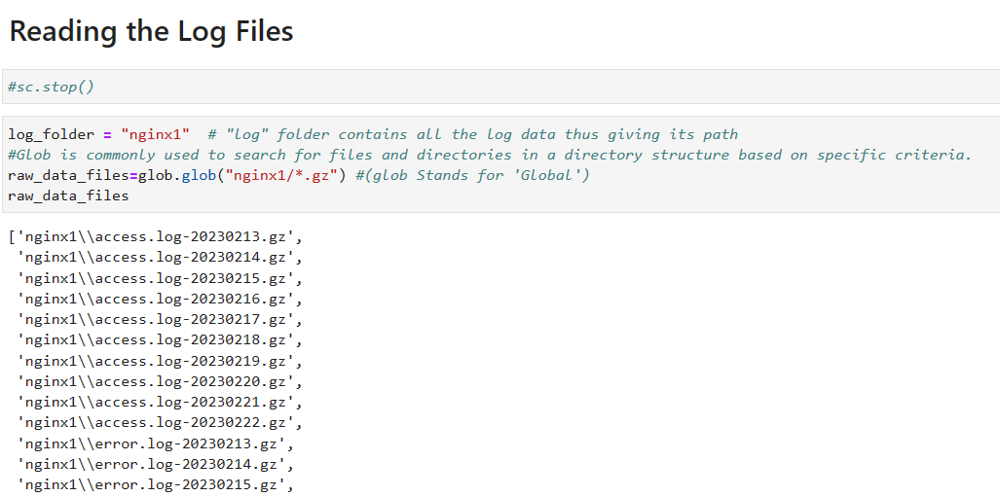 Reading the Log Files
#sc.stop()
log_folder = "nginx1"  # "log" folder contains all the log data thus giving its path
#Glob is commonly used to search for files and directories in a directory structure based on specific criteria.
raw_data_files=glob.glob("nginx1/*.gz") #(glob Stands for 'Global')
raw_data_files
['nginx1\\access.log-20230213.gz',
 'nginx1\\access.log-20230214.gz',
 'nginx1\\access.log-20230215.gz',
 'nginx1\\access.log-20230216.gz',
 'nginx1\\access.log-20230217.gz',
 'nginx1\\access.log-20230218.gz',
 'nginx1\\access.log-20230219.gz',
 'nginx1\\access.log-20230220.gz',
 'nginx1\\access.log-20230221.gz',
 'nginx1\\access.log-20230222.gz',
 'nginx1\\error.log-20230213.gz',
 'nginx1\\error.log-20230214.gz',
 'nginx1\\error.log-20230215.gz',